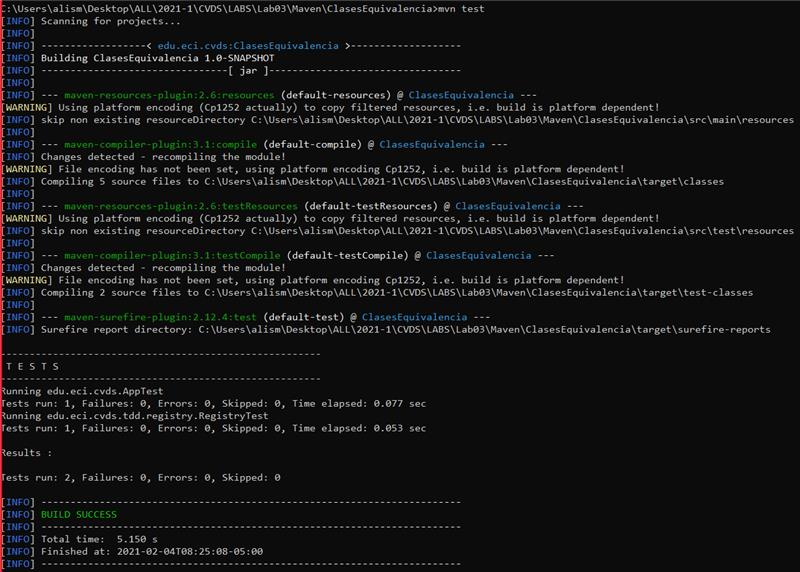 C:\Users\alism\Desktop\ALL\2021-1\CVDS\LABS\Lab03\Maven\ClasesEquivalencia>mvn test
[INFO] Scanning for projects...
[INFO]
[INFO] ------------------< edu.eci.cvds:ClasesEquivalencia >-------------------
[INFO] Building ClasesEquivalencia 1.0-SNAPSHOT
[INFO] --------------------------------[ jar ]---------------------------------
[INFO]
[INFO] --- maven-resources-plugin:2.6:resources (default-resources) @ ClasesEquivalencia ---
[WARNING] Using platform encoding (Cp1252 actually) to copy filtered resources, i.e. build is platform dependent!
[INFO] skip non existing resourceDirectory C:\Users\alism\Desktop\ALL\2021-1\CVDS\LABS\Lab03\Maven\ClasesEquivalencia\src\main\resources
[INFO]
[INFO] --- maven-compiler-plugin:3.1:compile (default-compile) @ ClasesEquivalencia ---
[INFO] Changes detected - recompiling the module!
[WARNING] File encoding has not been set, using platform encoding Cp1252, i.e. build is platform dependent!
[INFO] Compiling 5 source files to C:\Users\alism\Desktop\ALL\2021-1\CVDS\LABS\Lab03\Maven\ClasesEquivalencia\target\classes
[INFO]
[INFO] --- maven-resources-plugin:2.6:testResources (default-testResources) @ ClasesEquivalencia ---
[WARNING] Using platform encoding (Cp1252 actually) to copy filtered resources, i.e. build is platform dependent!
[INFO] skip non existing resourceDirectory C:\Users\alism\Desktop\ALL\2021-1\CVDS\LABS\Lab03\Maven\ClasesEquivalencia\src\test\resources
[INFO]
[INFO] --- maven-compiler-plugin:3.1:testCompile (default-testCompile) @ ClasesEquivalencia ---
[INFO] Changes detected - recompiling the module!
[WARNING] File encoding has not been set, using platform encoding Cp1252, i.e. build is platform dependent!
[INFO] Compiling 2 source files to C:\Users\alism\Desktop\ALL\2021-1\CVDS\LABS\Lab03\Maven\ClasesEquivalencia\target\test-classes
[INFO]
[INFO] --- maven-surefire-plugin:2.12.4:test (default-test) @ ClasesEquivalencia ---
[INFO] Surefire report directory: C:\Users\alism\Desktop\ALL\2021-1\CVDS\LABS\Lab03\Maven\ClasesEquivalencia\target\surefire-reports
-------------------------------------------------------
T E S T S
-------------------------------------------------------
Running edu.eci.cvds.AppTest
Tests run: 1, Failures: 0, Errors: 0, Skipped: 0, Time elapsed: 0.077 sec
Running edu.eci.cvds.tdd.registry.RegistryTest
Tests run: 1, Failures: 0, Errors: 0, Skipped: 0, Time elapsed: 0.053 sec
Results :
Tests run: 2, Failures: 0, Errors: 0, Skipped: 0
[INFO] ------------------------------------------------------------------------
[INFO] BUILD SUCCESS
[INFO] ------------------------------------------------------------------------
[INFO] Total time:  5.150 s
[INFO] Finished at: 2021-02-04T08:25:08-05:00
[INFO] ------------------------------------------------------------------------